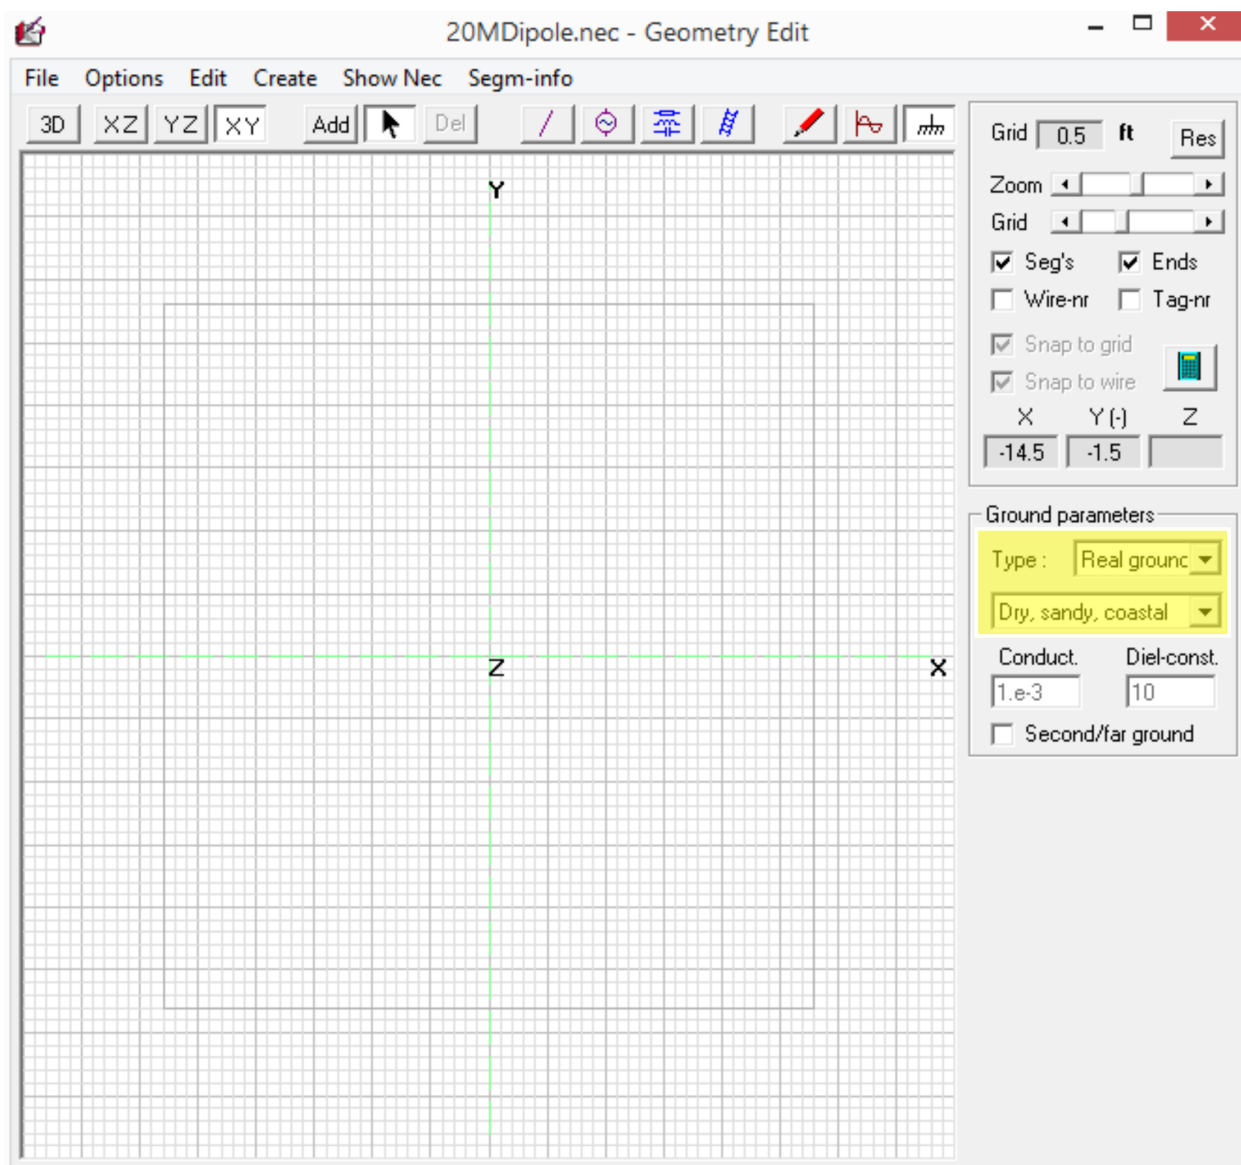 20MDipole.nec - Geometry Edit
File Options Edit Create Show Nec Segm-info
3D XZ YZ XY Add Del
Grid 0.5 ft Res
Zoom
Grid
Seg's Ends
Wire-nr Tag-nr
Snap to grid
Snap to wire
X Y (-) Z
-14.5 -1.5
Ground parameters
Type : Real grounc
Dry, sandy, coastal
Conduct. Diel-const.
1.e-3 10
Second/far ground
Y
Z
X